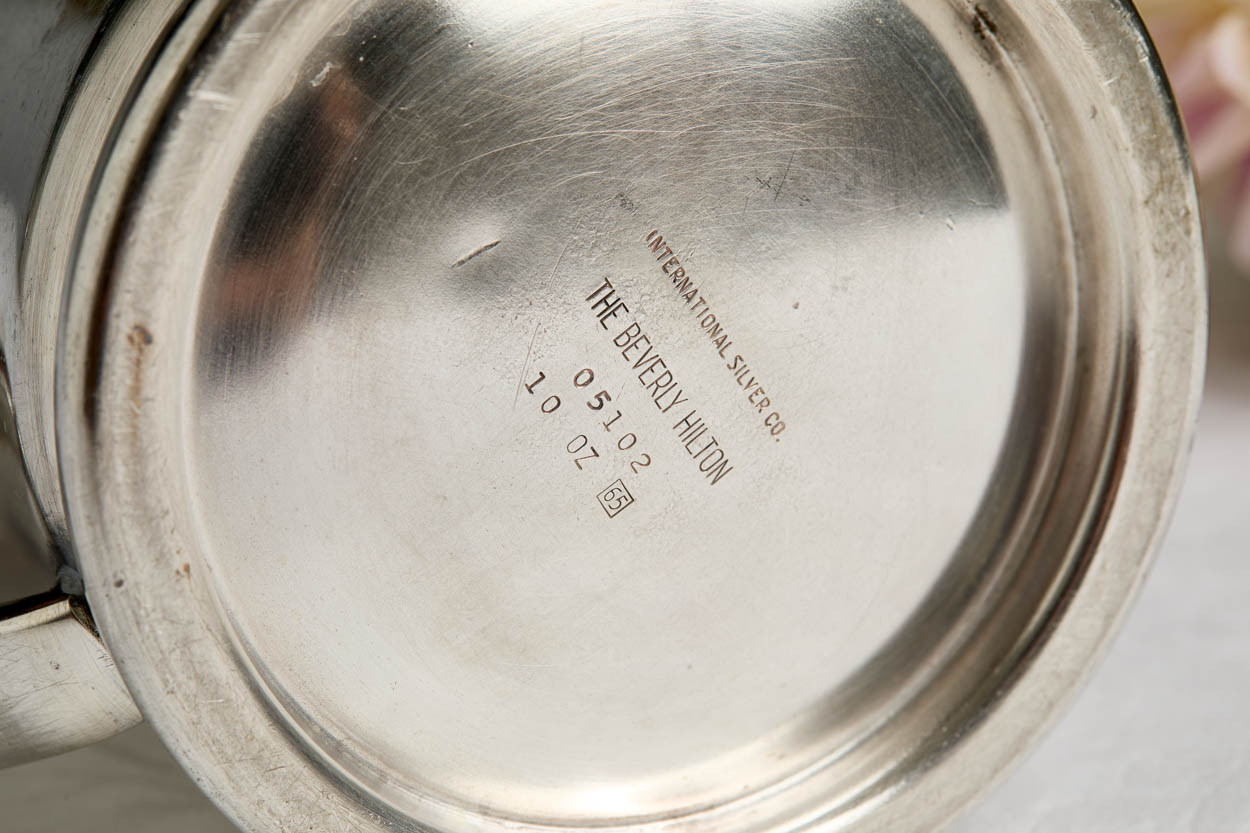 INTERNATIONAL SILVER CO.
THE BEVERLY HILTON
05102
10 OZ
65